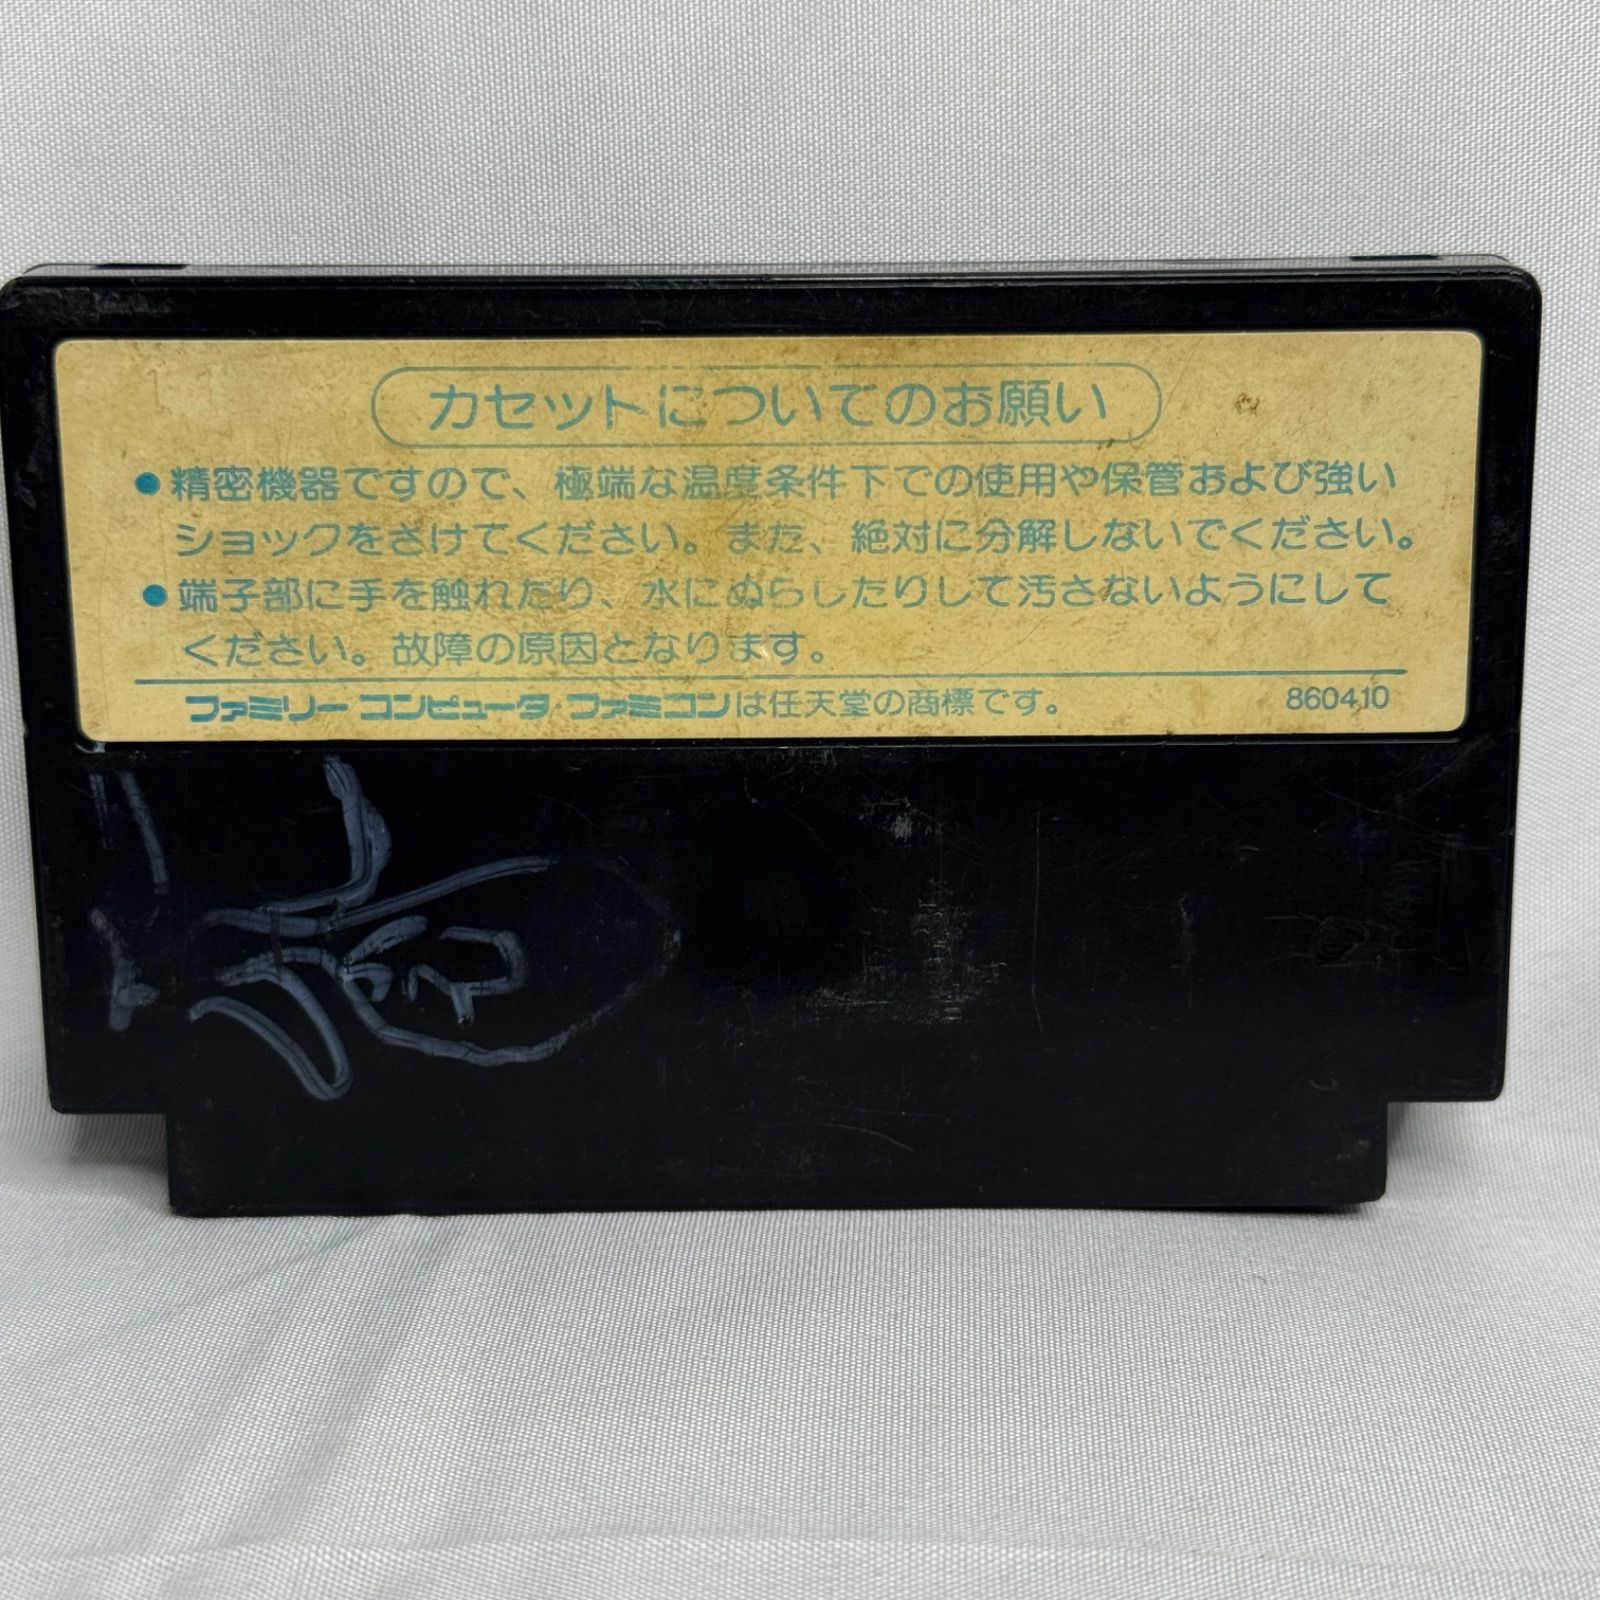 カセットについてのお願い
●精密機器ですので、極端な温度条件下での使用や保管および強い
ショックをさけてください。また、絶対に分解しないでください。
●端子部に手を触れたり、水にぬらしたりして汚さないようにして
ください。故障の原因となります。
ファミリーコンピュータ・ファミコンは任天堂の商標です。 860410